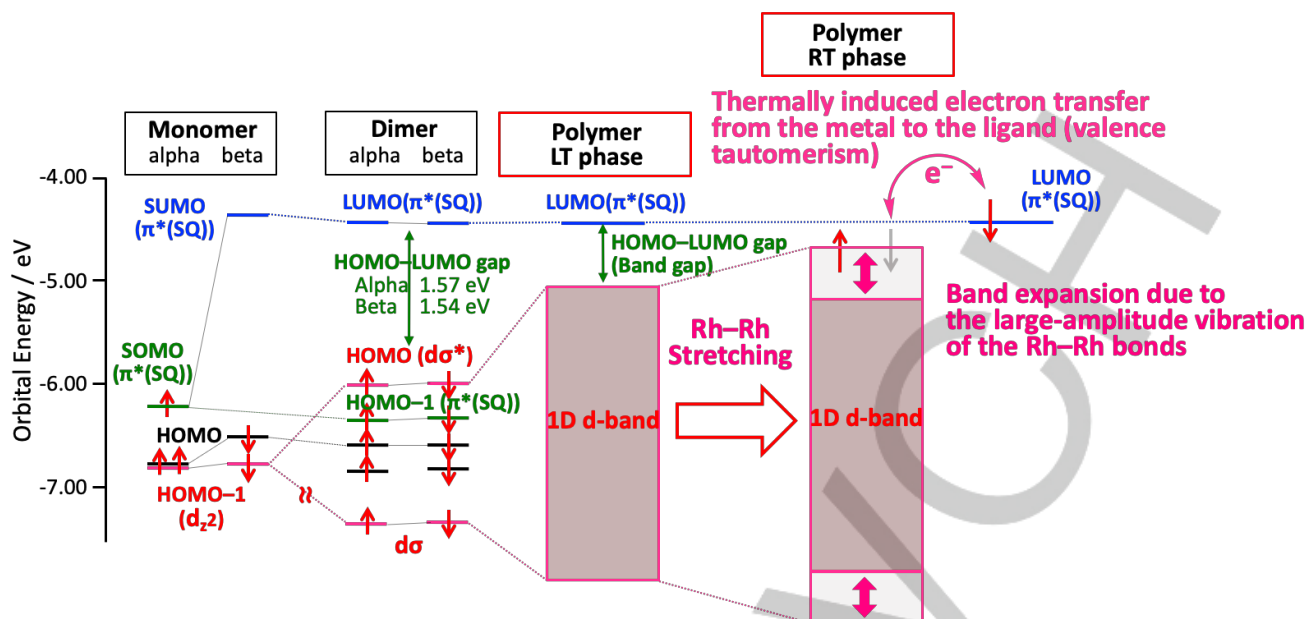 Polymer
RT phase
Thermally induced electron transfer
from the metal to the ligand (valence
tautomerism)
Monomer
alpha beta
Dimer
alpha beta
Polymer
LT phase
e⁻
LUMO
(π*(SQ))
-4.00
-5.00
-6.00
-7.00
Orbital Energy / eV
SUMO
(π*(SQ))
LUMO(π*(SQ))
LUMO(π*(SQ))
HOMO–LUMO gap
(Band gap)
HOMO–LUMO gap
Alpha 1.57 eV
Beta 1.54 eV
Band expansion due to
the large-amplitude vibration
of the Rh–Rh bonds
Rh–Rh
Stretching
SOMO
(π*(SQ))
HOMO (dσ*)
HOMO–1 (π*(SQ))
HOMO
1D d-band
1D d-band
HOMO–1
(d_z2)
dσ
VCH